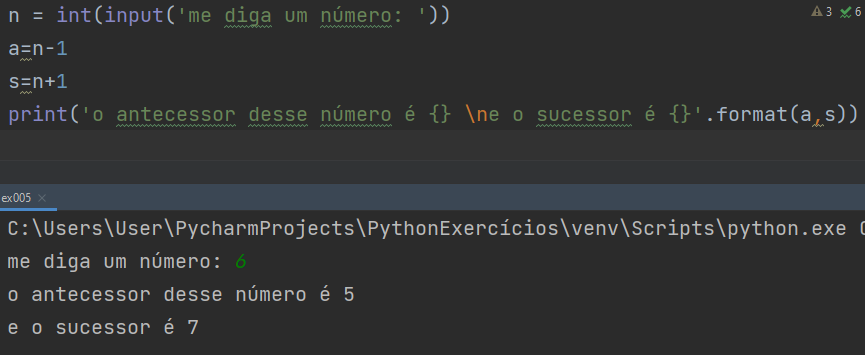 n = int(input('me diga um número: '))
3 6
a=n-1
s=n+1
print('o antecessor desse número é {} \ne o sucessor é {}'.format(a,s))
ex005
C:\Users\User\PycharmProjects\PythonExercícios\venv\Scripts\python.exe
me diga um número: 6
o antecessor desse número é 5
e o sucessor é 7